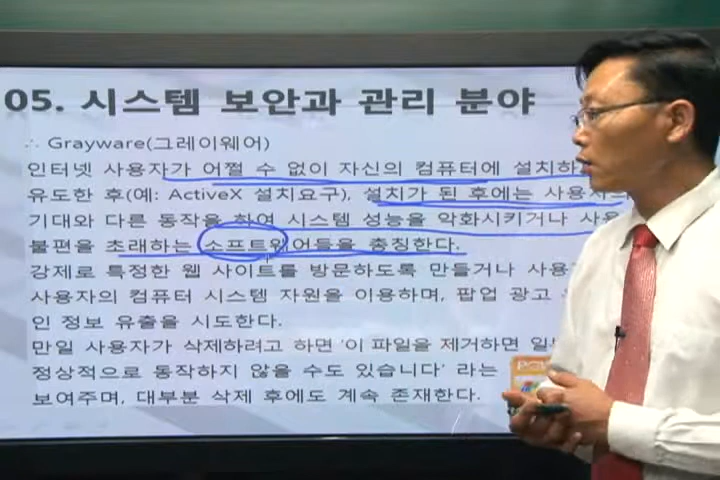 05. 시스템 보안과 관리 분야
∴ Grayware(그레이웨어)
인터넷 사용자가 어쩔 수 없이 자신의 컴퓨터에 설치하
유도한 후(예: ActiveX 설치요구), 설치가 된 후에는 사용자
기대와 다른 동작을 하여 시스템 성능을 악화시키거나 사용
불편을 초래하는 소프트웨어들을 총칭한다.
강제로 특정한 웹 사이트를 방문하도록 만들거나 사용
사용자의 컴퓨터 시스템 자원을 이용하며, 팝업 광고
인 정보 유출을 시도한다.
만일 사용자가 삭제하려고 하면 '이 파일을 제거하면 일
정상적으로 동작하지 않을 수도 있습니다' 라는
보여주며, 대부분 삭제 후에도 계속 존재한다.